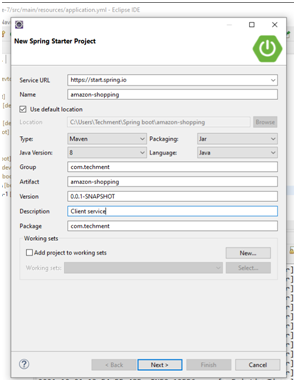 e-7/src/main/resources/application.yml - Eclipse IDE
New Spring Starter Project
Service URL https://start.spring.io
Name amazon-shopping
Use default location
Location C:\Users\Techment\Spring boot\amazon-shopping Browse
Type: Maven Packaging: Jar
Java Version: 8 Language: Java
Group com.techment
Artifact amazon-shopping
Version 0.0.1-SNAPSHOT
Description Client service
Package com.techment
Working sets
Add project to working sets New...
Working sets: Select...
? < Back Next > Finish Cancel